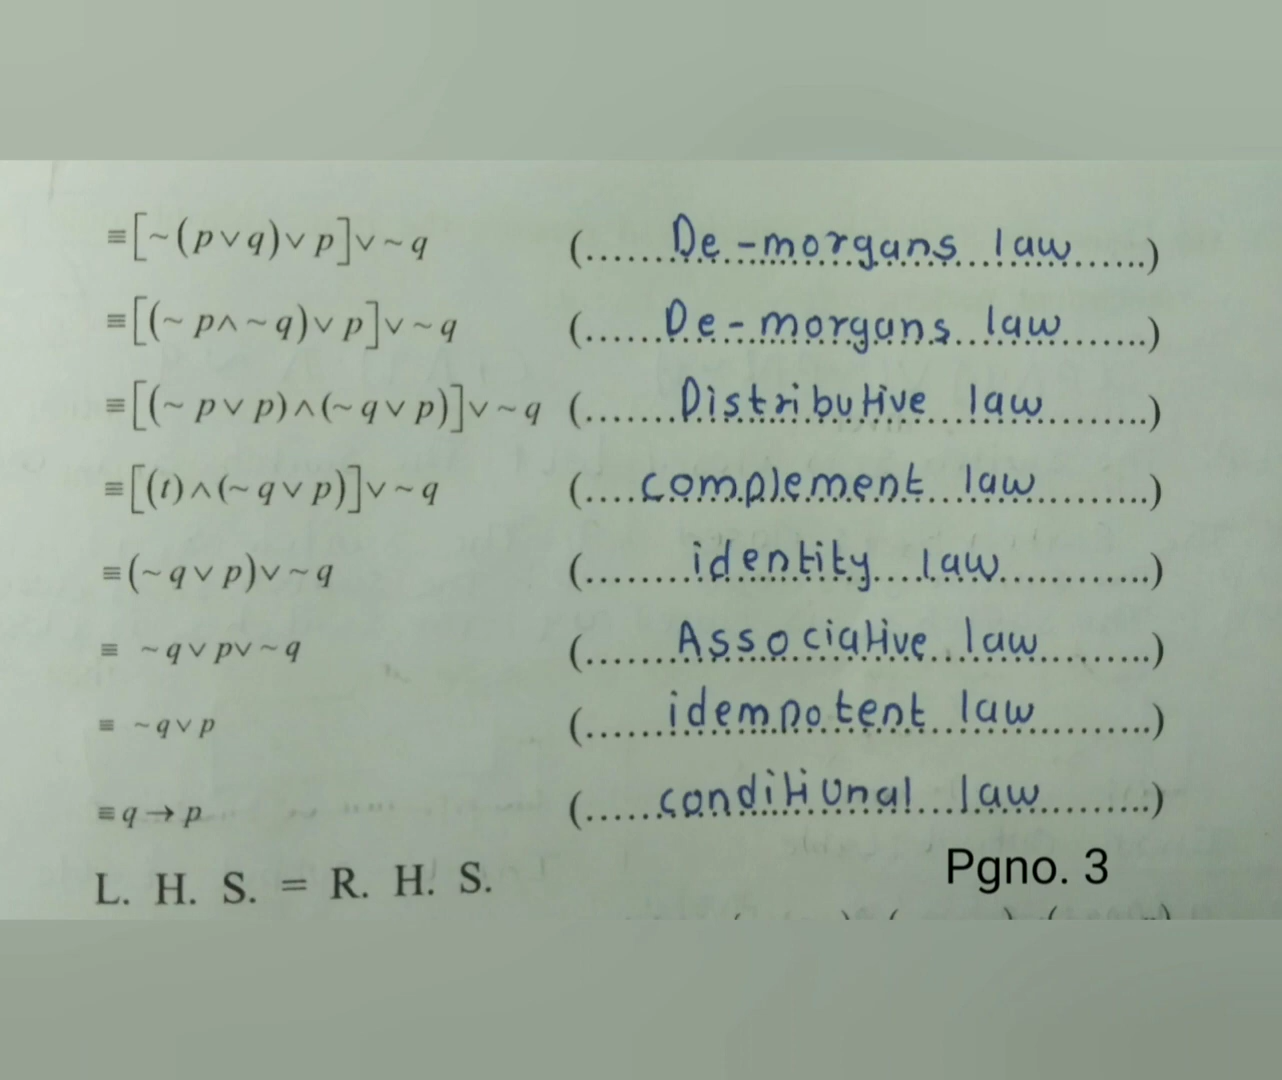 ≡[~(p∨q)∨p]∨~q (.......De-morgans law......)
≡[(~p∧~q)∨p]∨~q (......De-morgans law.......)
≡[(~p∨p)∧(~q∨p)]∨~q (.......Distributive law.........)
≡[(t)∧(~q∨p)]∨~q (....complement law.........)
≡(~q∨p)∨~q (........identity law............)
≡ ~q∨p∨~q (.......Associative law.........)
≡ ~q∨p (......idempotent law.........)
≡q→p (......conditiunal law.........)
L. H. S. = R. H. S.
Pgno. 3